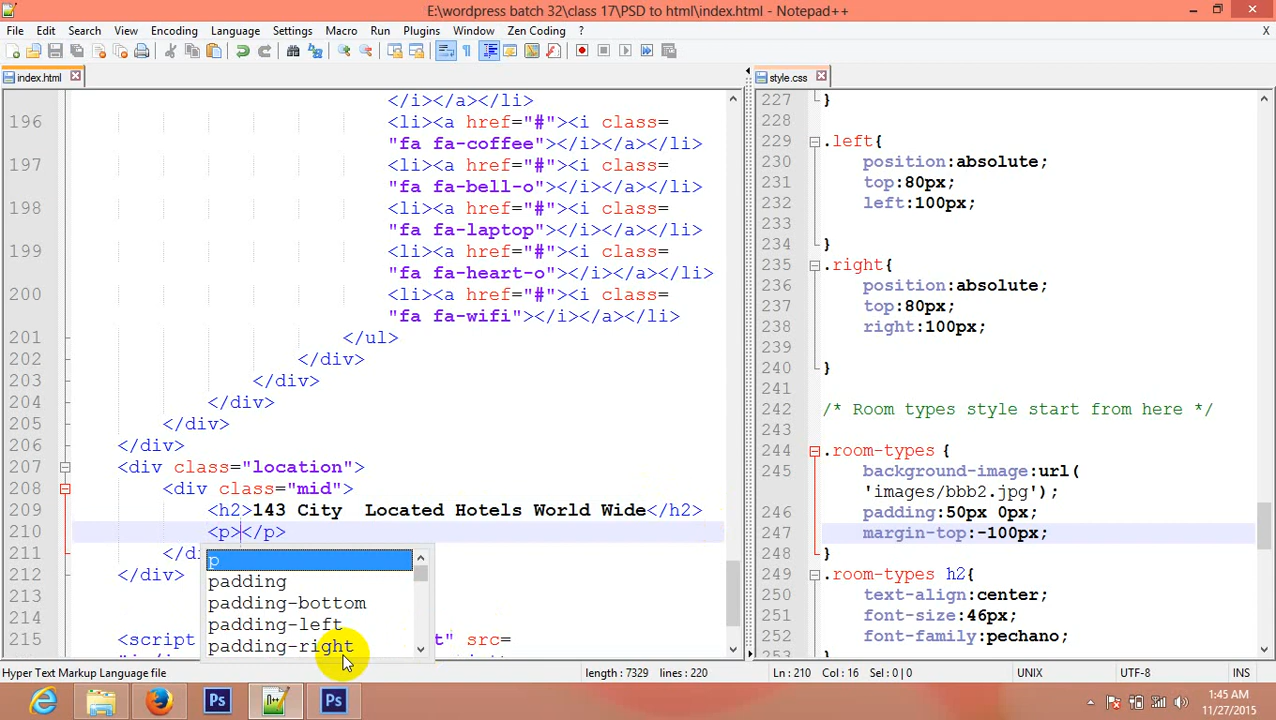 E:\wordpress batch 32\class 17\PSD to html\index.html - Notepad++
File Edit Search View Encoding Language Settings Macro Run Plugins Window Zen Coding ? X
index.html
style.css
</i></a></li>
196 <li><a href="#"><i class=
"fa fa-coffee"></i></a></li>
197 <li><a href="#"><i class=
"fa fa-bell-o"></i></a></li>
198 <li><a href="#"><i class=
"fa fa-laptop"></i></a></li>
199 <li><a href="#"><i class=
"fa fa-heart-o"></i></a></li>
200 <li><a href="#"><i class=
"fa fa-wifi"></i></a></li>
201 </ul>
202 </div>
203 </div>
204 </div>
205 </div>
206 </div>
207 <div class="location">
208 <div class="mid">
209 <h2>143 City  Located Hotels World Wide</h2>
210 <p></p>
211 </di
212 </div>
213
214
215 <script t" src=
p
padding
padding-bottom
padding-left
padding-right
227 }
228
229 .left{
230 position:absolute;
231 top:80px;
232 left:100px;
233
234 }
235 .right{
236 position:absolute;
237 top:80px;
238 right:100px;
239
240 }
241
242 /* Room types style start from here */
243
244 .room-types {
245 background-image:url(
'images/bbb2.jpg');
246 padding:50px 0px;
247 margin-top:-100px;
248 }
249 .room-types h2{
250 text-align:center;
251 font-size:46px;
252 font-family:pechano;
253 }
Hyper Text Markup Language file length : 7329 lines : 220 Ln : 210 Col : 16 Sel : 0 | 0 UNIX UTF-8 INS
Ps
Ps
1:45 AM
11/27/2015